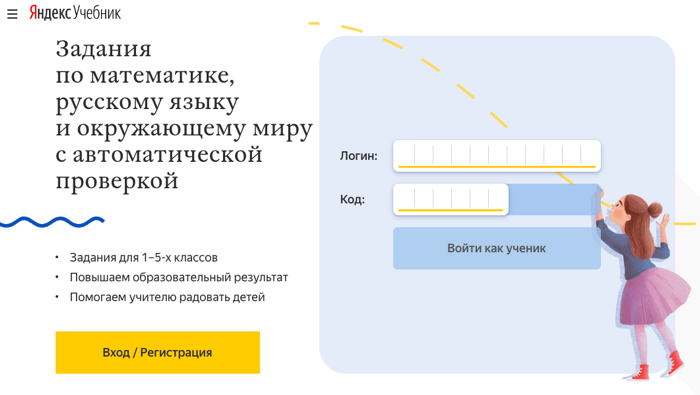 Яндекс Учебник
Задания
по математике,
русскому языку
и окружающему миру
с автоматической
проверкой
• Задания для 1–5-х классов
• Повышаем образовательный результат
• Помогаем учителю радовать детей
Вход / Регистрация
Логин:
Код:
Войти как ученик